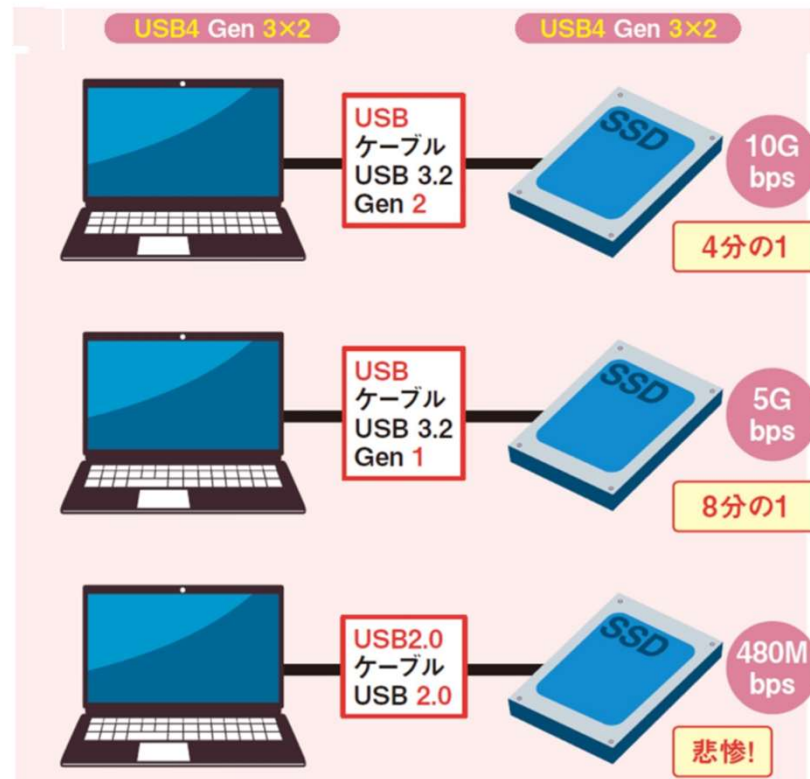 USB4 Gen 3×2
USB4 Gen 3×2
USB
ケーブル
USB 3.2
Gen 2
SSD
10G
bps
4分の1
USB
ケーブル
USB 3.2
Gen 1
SSD
5G
bps
8分の1
USB2.0
ケーブル
USB 2.0
SSD
480M
bps
悲惨!